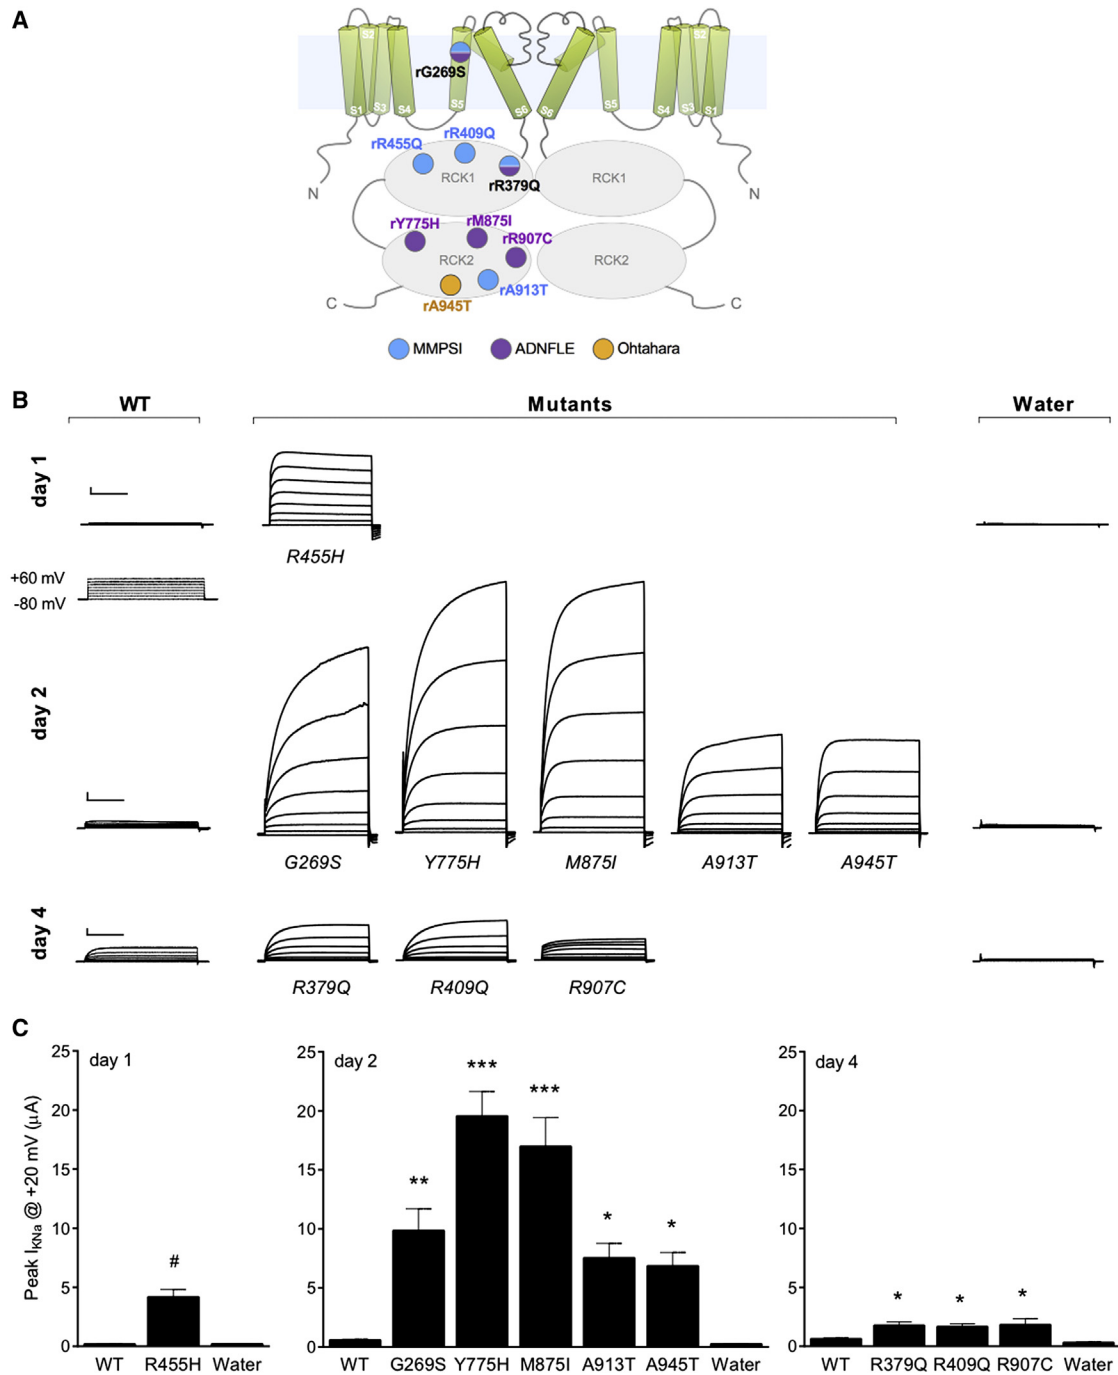 A
S1
S2
S3
S4
S5
S6
S6
S5
S4
S3
S2
S1
rG269S
rR455Q
rR409Q
RCK1
rR379Q
RCK1
N
N
rY775H
rM875I
rR907C
RCK2
RCK2
rA945T
rA913T
C
C
MMPSI ADNFLE Ohtahara
B
WT Mutants Water
day 1
R455H
+60 mV
-80 mV
day 2
G269S Y775H M875I A913T A945T
day 4
R379Q R409Q R907C
C
Peak IKNa @ +20 mV (μA)
25
20
15
10
5
0
day 1
#
WT R455H Water
25
20
15
10
5
0
day 2
**
***
***
*
*
WT G269S Y775H M875I A913T A945T Water
25
20
15
10
5
0
day 4
* * *
WT R379Q R409Q R907C Water